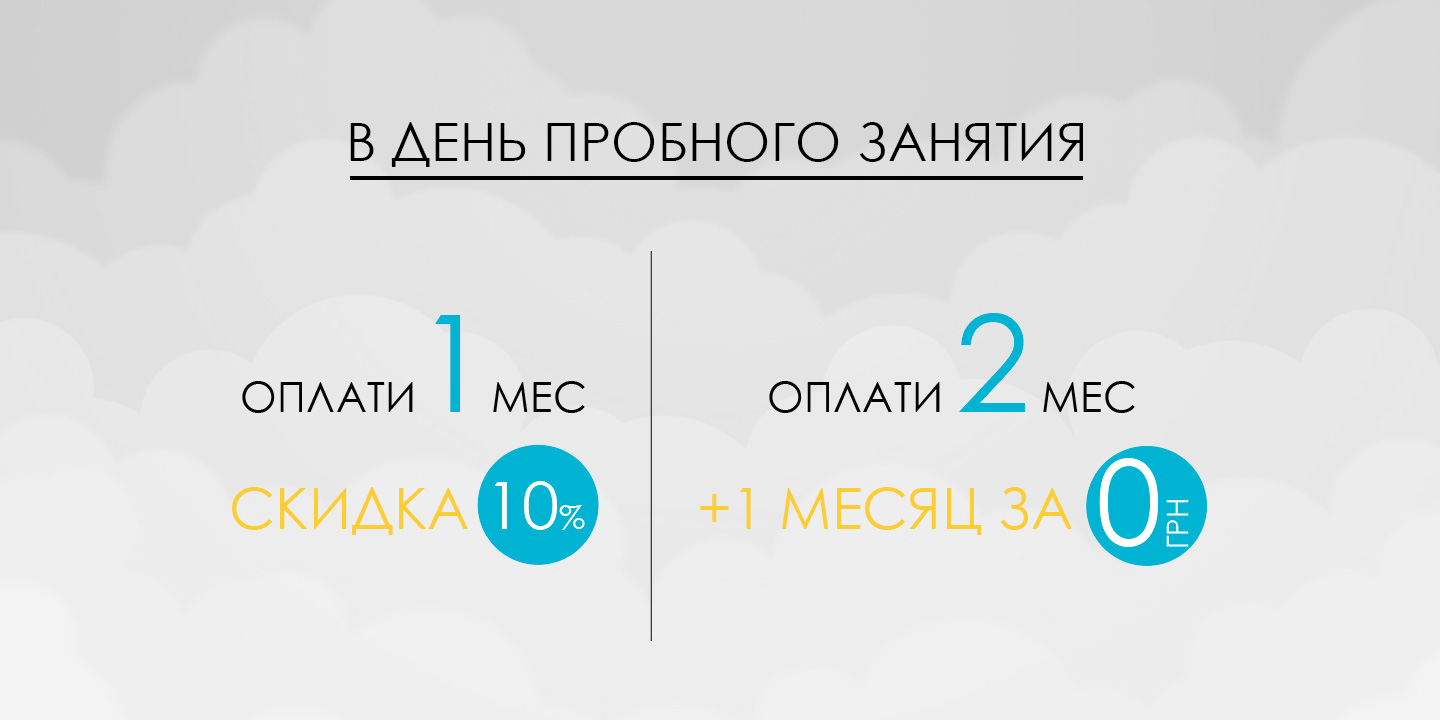 В ДЕНЬ ПРОБНОГО ЗАНЯТИЯ
ОПЛАТИ 1 МЕС
СКИДКА 10%
ОПЛАТИ 2 МЕС
+1 МЕСЯЦ ЗА 0 ГРН